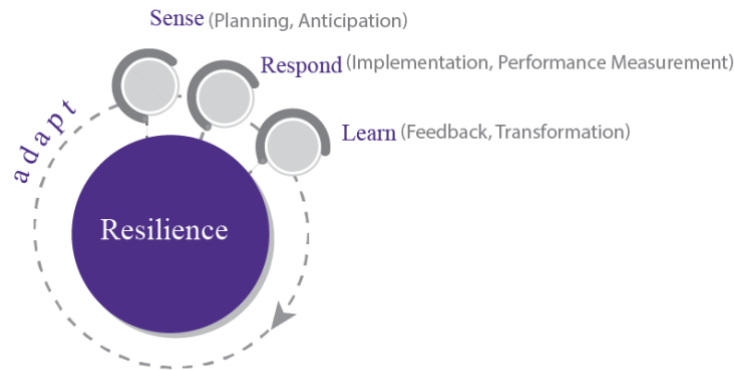 Sense (Planning, Anticipation)
Respond (Implementation, Performance Measurement)
Learn (Feedback, Transformation)
adapt
Resilience